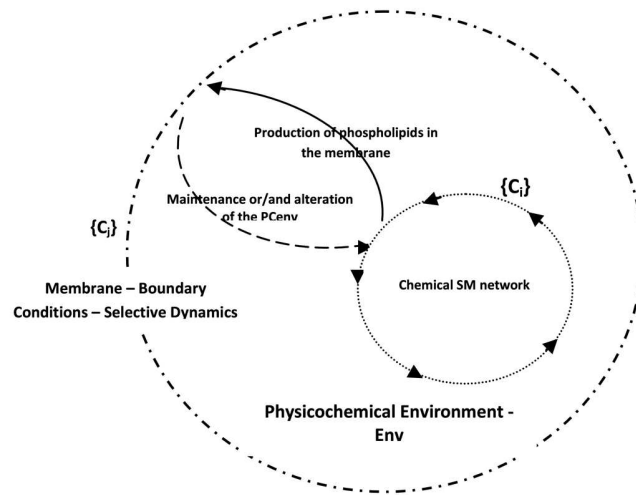 Production of phospholipids in
the membrane
Maintenance or/and alteration
of the PCenv
{Cᵢ}
{Cⱼ}
Chemical SM network
Membrane – Boundary
Conditions – Selective Dynamics
Physicochemical Environment -
Env